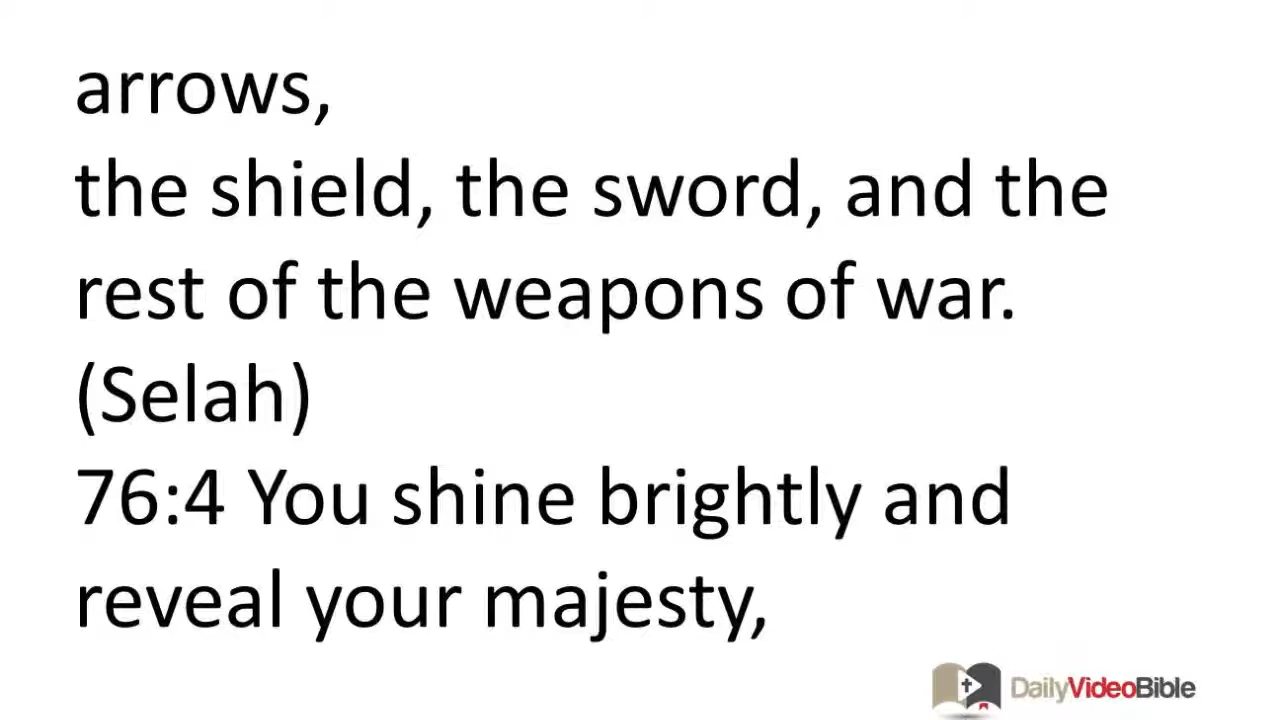 arrows,
the shield, the sword, and the
rest of the weapons of war.
(Selah)
76:4 You shine brightly and
reveal your majesty,
DailyVideoBible